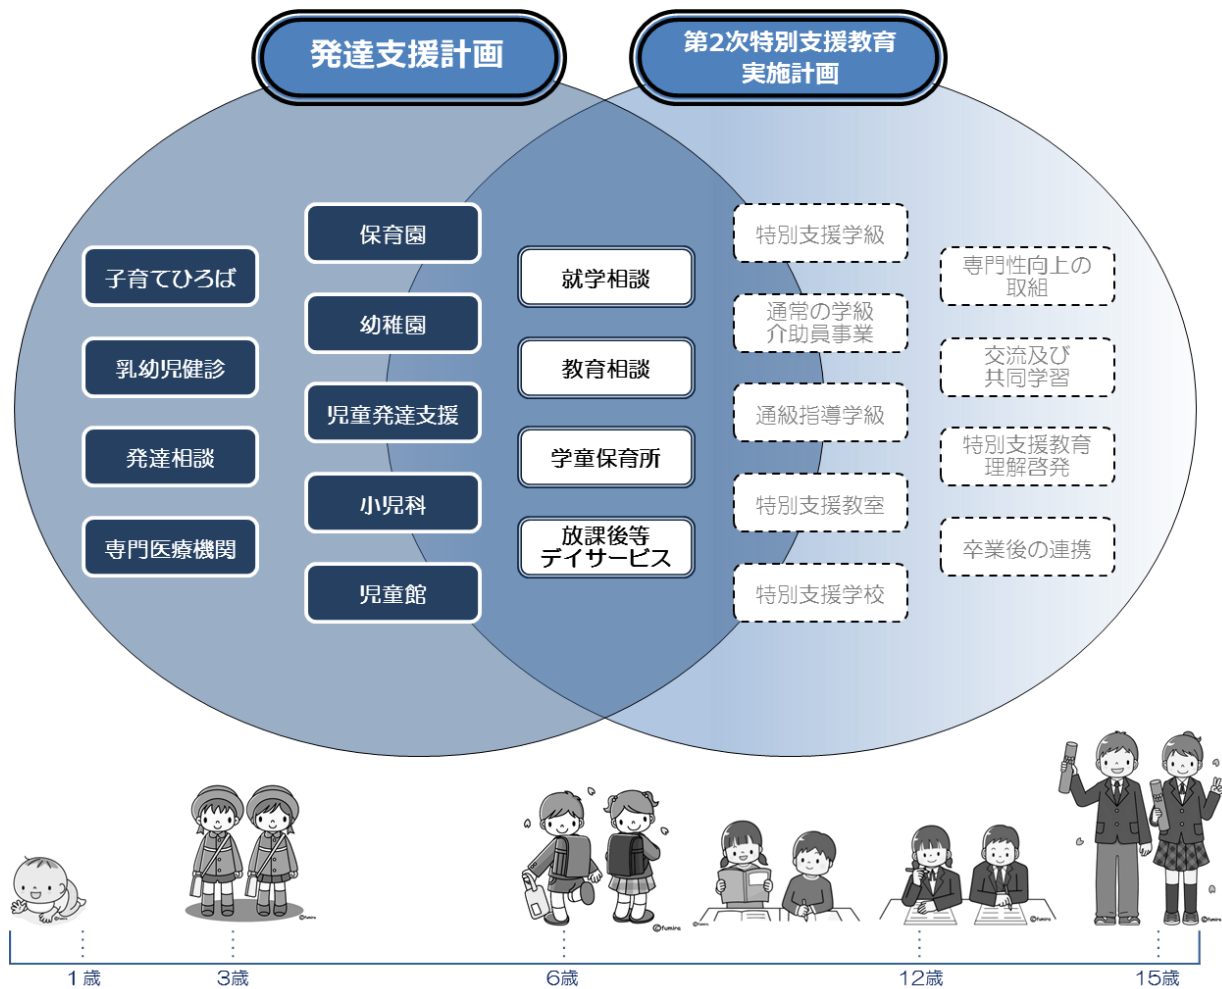 発達支援計画
第2次特別支援教育
実施計画
子育てひろば
乳幼児健診
発達相談
専門医療機関
保育園
幼稚園
児童発達支援
小児科
児童館
就学相談
教育相談
学童保育所
放課後等
デイサービス
特別支援学級
通常の学級
介助員事業
通級指導学級
特別支援教室
特別支援学校
専門性向上の
取組
交流及び
共同学習
特別支援教育
理解啓発
卒業後の連携
©fumira
©fumira
©fumira
©fumira
©fumira
©fumira
1歳
3歳
6歳
12歳
15歳